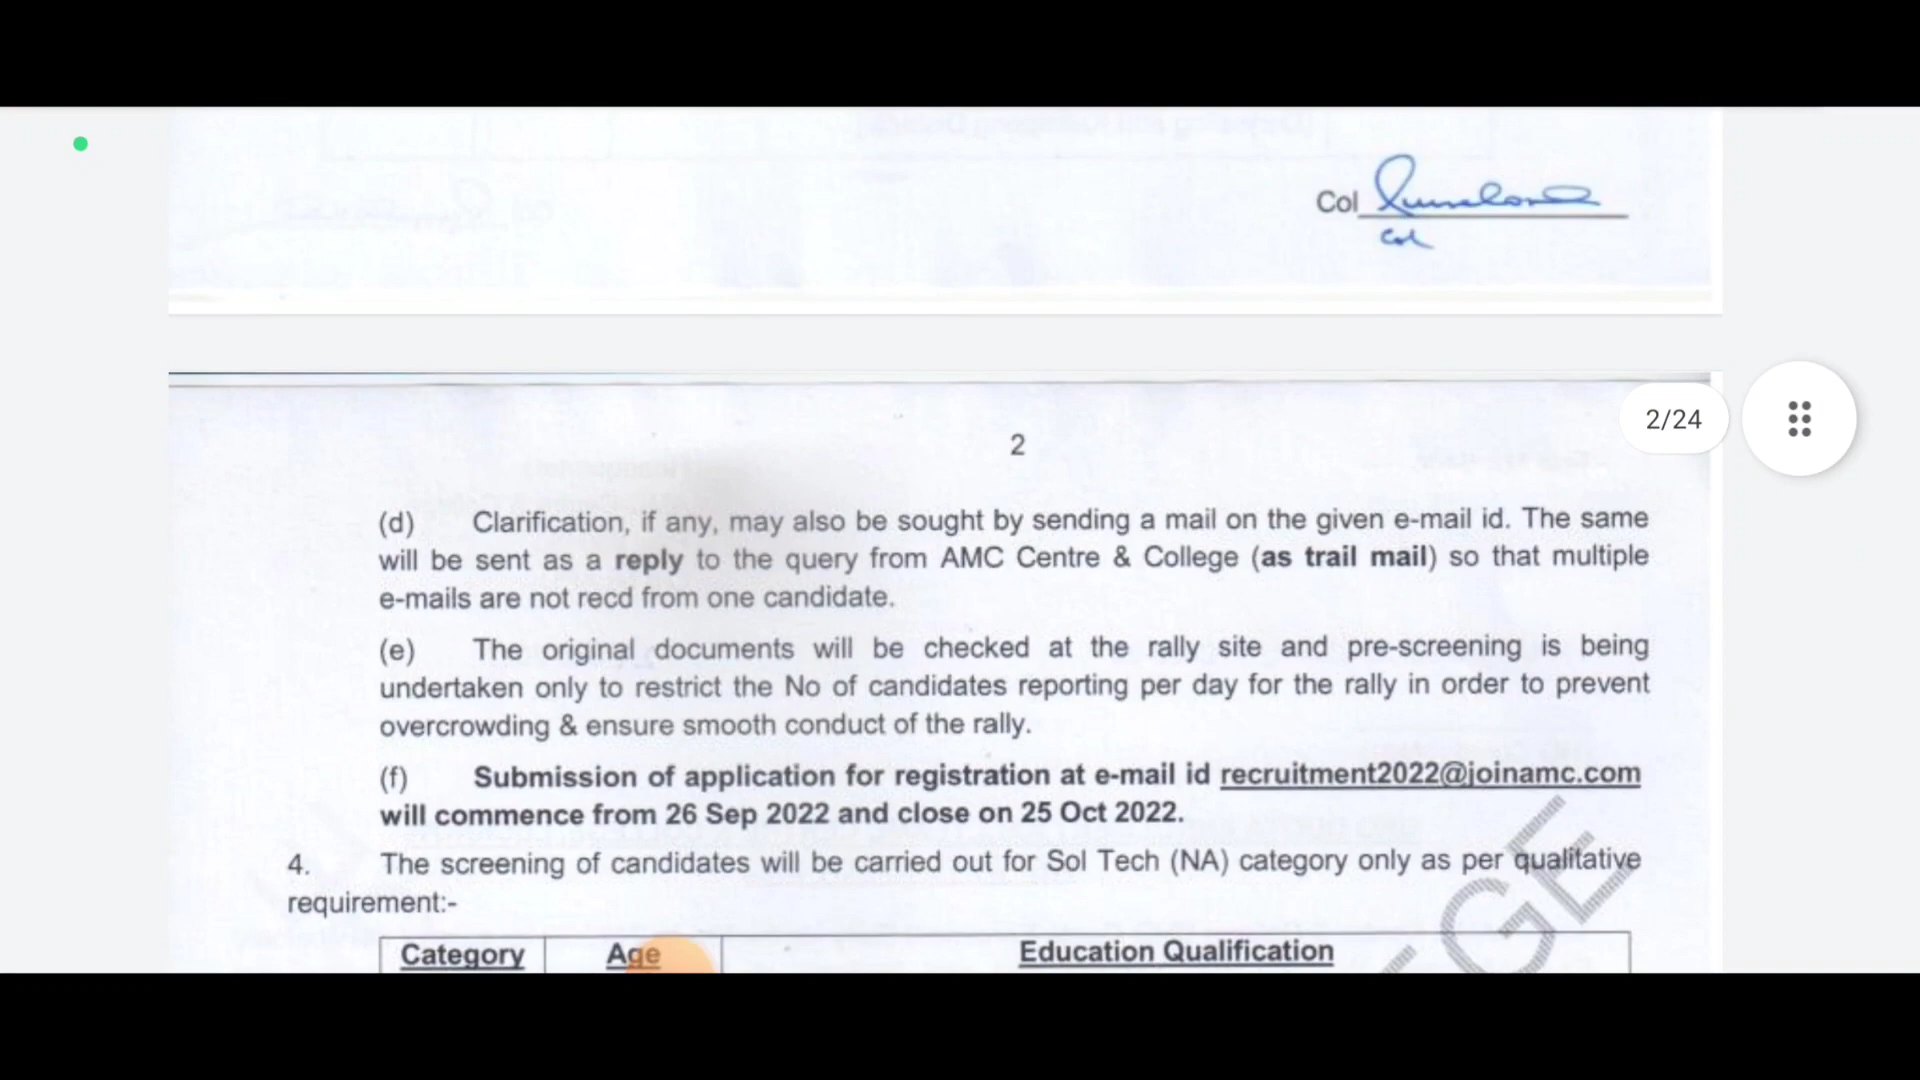 Col
Col
2/24
2
(d) Clarification, if any, may also be sought by sending a mail on the given e-mail id. The same
will be sent as a reply to the query from AMC Centre & College (as trail mail) so that multiple
e-mails are not recd from one candidate.
(e) The original documents will be checked at the rally site and pre-screening is being
undertaken only to restrict the No of candidates reporting per day for the rally in order to prevent
overcrowding & ensure smooth conduct of the rally.
(f) Submission of application for registration at e-mail id recruitment2022@joinamc.com
will commence from 26 Sep 2022 and close on 25 Oct 2022.
4. The screening of candidates will be carried out for Sol Tech (NA) category only as per qualitative
requirement:-
Category Age Education Qualification